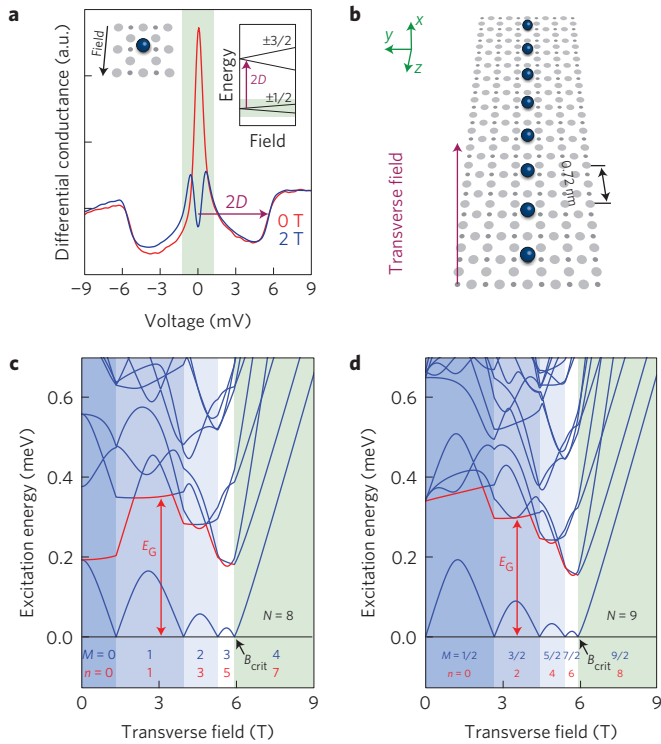 a
Field
Energy
±3/2
2D
±1/2
Field
2D
0 T
2 T
Differential conductance (a.u.)
−9 −6 −3 0 3 6 9
Voltage (mV)
b
x
y
z
Transverse field
0.72 nm
c
Excitation energy (meV)
0.6
0.4
0.2
0.0
E_G
N = 8
B_crit
M = 0 1 2 3 4
n = 0 1 3 5 7
0 3 6 9
Transverse field (T)
d
Excitation energy (meV)
0.6
0.4
0.2
0.0
E_G
N = 9
B_crit
M = 1/2 3/2 5/2 7/2 9/2
n = 0 2 4 6 8
0 3 6 9
Transverse field (T)